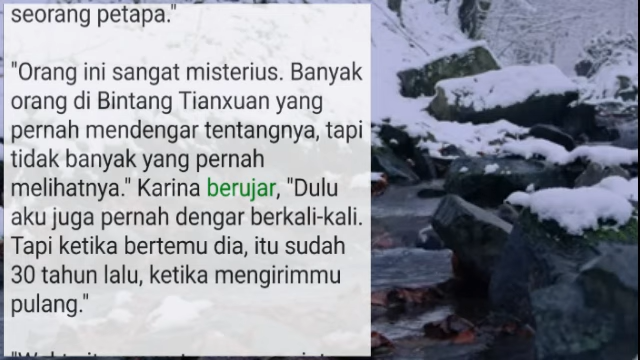 seorang petapa."
"Orang ini sangat misterius. Banyak
orang di Bintang Tianxuan yang
pernah mendengar tentangnya, tapi
tidak banyak yang pernah
melihatnya." Karina berujar, "Dulu
aku juga pernah dengar berkali-kali.
Tapi ketika bertemu dia, itu sudah
30 tahun lalu, ketika mengirimmu
pulang."